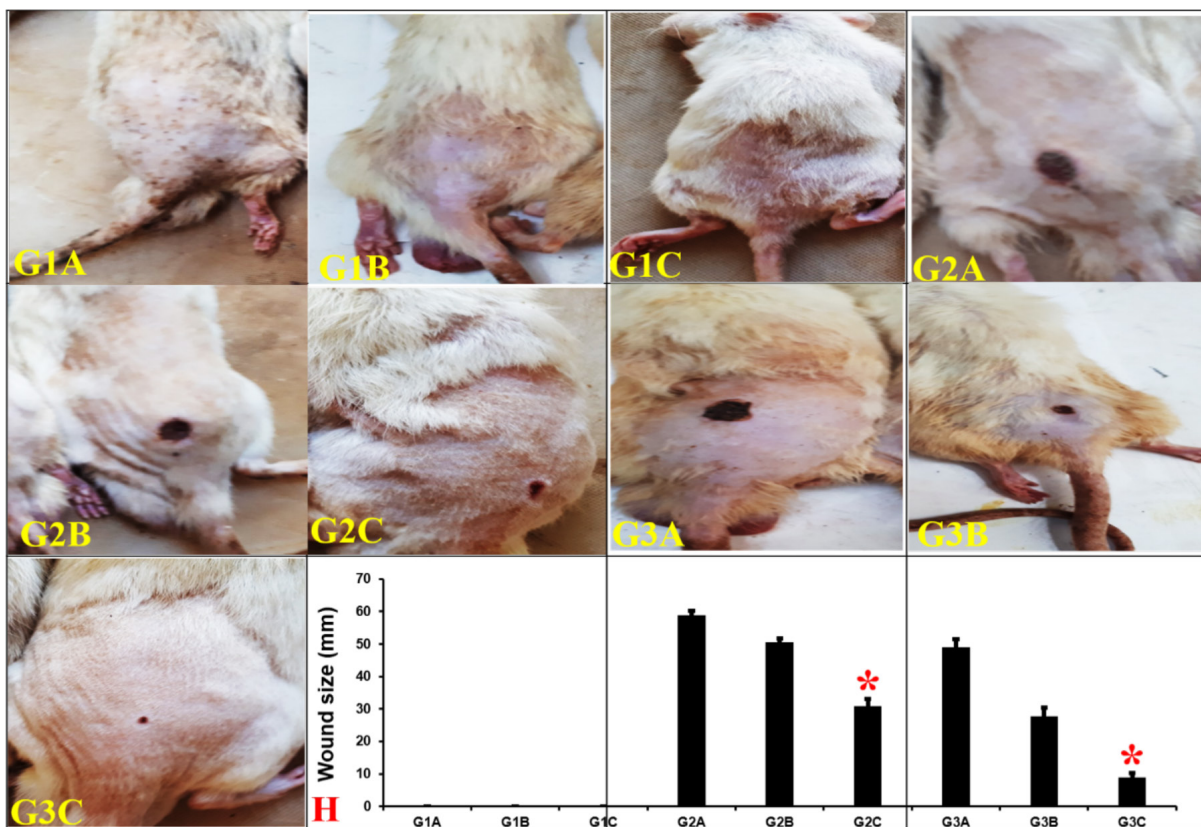 G1A
G1B
G1C
G2A
G2B
G2C
G3A
G3B
G3C
H
Wound size (mm)
70
60
50
40
30
20
10
0
*
*
G1A G1B G1C G2A G2B G2C G3A G3B G3C